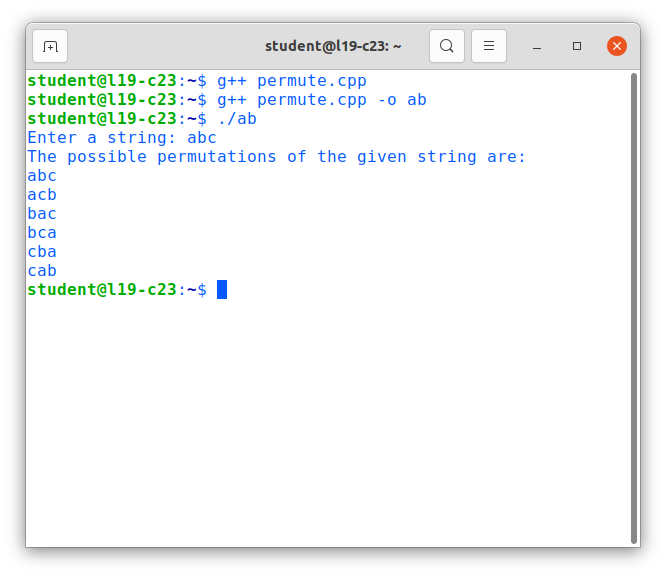 student@l19-c23: ~
student@l19-c23:~$ g++ permute.cpp
student@l19-c23:~$ g++ permute.cpp -o ab
student@l19-c23:~$ ./ab
Enter a string: abc
The possible permutations of the given string are:
abc
acb
bac
bca
cba
cab
student@l19-c23:~$